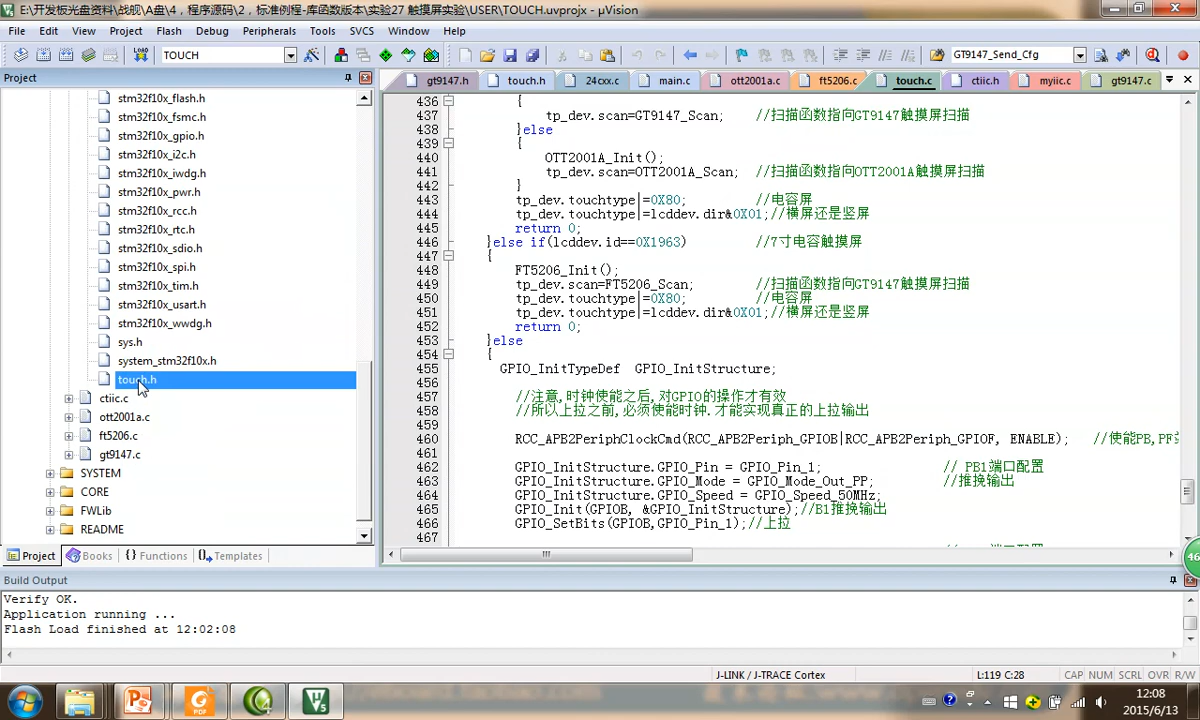 E:\开发板光盘资料\战舰\A盘\4，程序源码\2，标准例程-库函数版本\实验27 触摸屏实验\USER\TOUCH.uvprojx - µVision
File Edit View Project Flash Debug Peripherals Tools SVCS Window Help
TOUCH
GT9147_Send_Cfg
Project
gt9147.h touch.h 24cxx.c main.c ott2001a.c ft5206.c touch.c ctiic.h myiic.c gt9147.c
stm32f10x_flash.h
stm32f10x_fsmc.h
stm32f10x_gpio.h
stm32f10x_i2c.h
stm32f10x_iwdg.h
stm32f10x_pwr.h
stm32f10x_rcc.h
stm32f10x_rtc.h
stm32f10x_sdio.h
stm32f10x_spi.h
stm32f10x_tim.h
stm32f10x_usart.h
stm32f10x_wwdg.h
sys.h
system_stm32f10x.h
touch.h
ctiic.c
ott2001a.c
ft5206.c
gt9147.c
SYSTEM
CORE
FWLib
README
Project Books {} Functions Templates
436 {
437 tp_dev.scan=GT9147_Scan; //扫描函数指向GT9147触摸屏扫描
438 }else
439 {
440 OTT2001A_Init();
441 tp_dev.scan=OTT2001A_Scan; //扫描函数指向OTT2001A触摸屏扫描
442 }
443 tp_dev.touchtype|=0X80; //电容屏
444 tp_dev.touchtype|=lcddev.dir&0X01;//横屏还是竖屏
445 return 0;
446 }else if(lcddev.id==0X1963) //7寸电容触摸屏
447 {
448 FT5206_Init();
449 tp_dev.scan=FT5206_Scan; //扫描函数指向GT9147触摸屏扫描
450 tp_dev.touchtype|=0X80; //电容屏
451 tp_dev.touchtype|=lcddev.dir&0X01;//横屏还是竖屏
452 return 0;
453 }else
454 {
455 GPIO_InitTypeDef GPIO_InitStructure;
456
457 //注意,时钟使能之后,对GPIO的操作才有效
458 //所以上拉之前,必须使能时钟.才能实现真正的上拉输出
459
460 RCC_APB2PeriphClockCmd(RCC_APB2Periph_GPIOB|RCC_APB2Periph_GPIOF, ENABLE); //使能PB,PF
461
462 GPIO_InitStructure.GPIO_Pin = GPIO_Pin_1; // PB1端口配置
463 GPIO_InitStructure.GPIO_Mode = GPIO_Mode_Out_PP; //推挽输出
464 GPIO_InitStructure.GPIO_Speed = GPIO_Speed_50MHz;
465 GPIO_Init(GPIOB, &GPIO_InitStructure);//B1推挽输出
466 GPIO_SetBits(GPIOB,GPIO_Pin_1);//上拉
467
46
Build Output
Verify OK.
Application running ...
Flash Load finished at 12:02:08
J-LINK / J-TRACE Cortex L:119 C:28 CAP NUM SCRL OVR R/W
12:08
2015/6/13